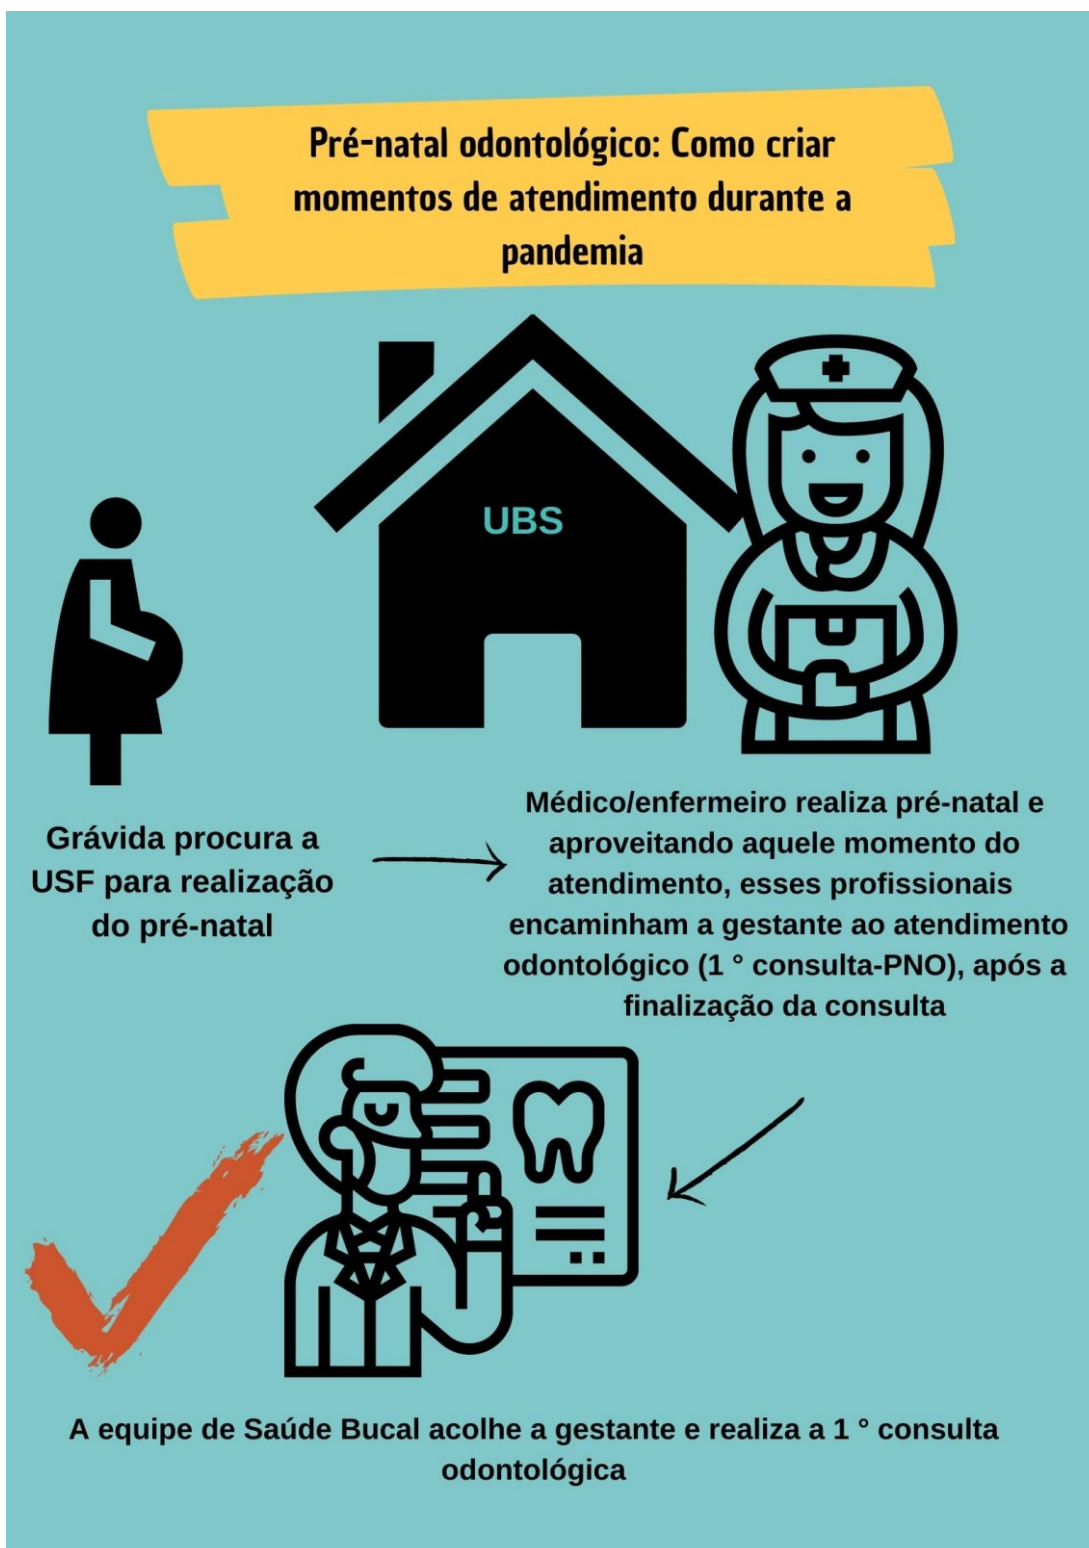 Pré-natal odontológico: Como criar
momentos de atendimento durante a
pandemia
UBS
Grávida procura a
USF para realização
do pré-natal
Médico/enfermeiro realiza pré-natal e
aproveitando aquele momento do
atendimento, esses profissionais
encaminham a gestante ao atendimento
odontológico (1 ° consulta-PNO), após a
finalização da consulta
A equipe de Saúde Bucal acolhe a gestante e realiza a 1 ° consulta
odontológica